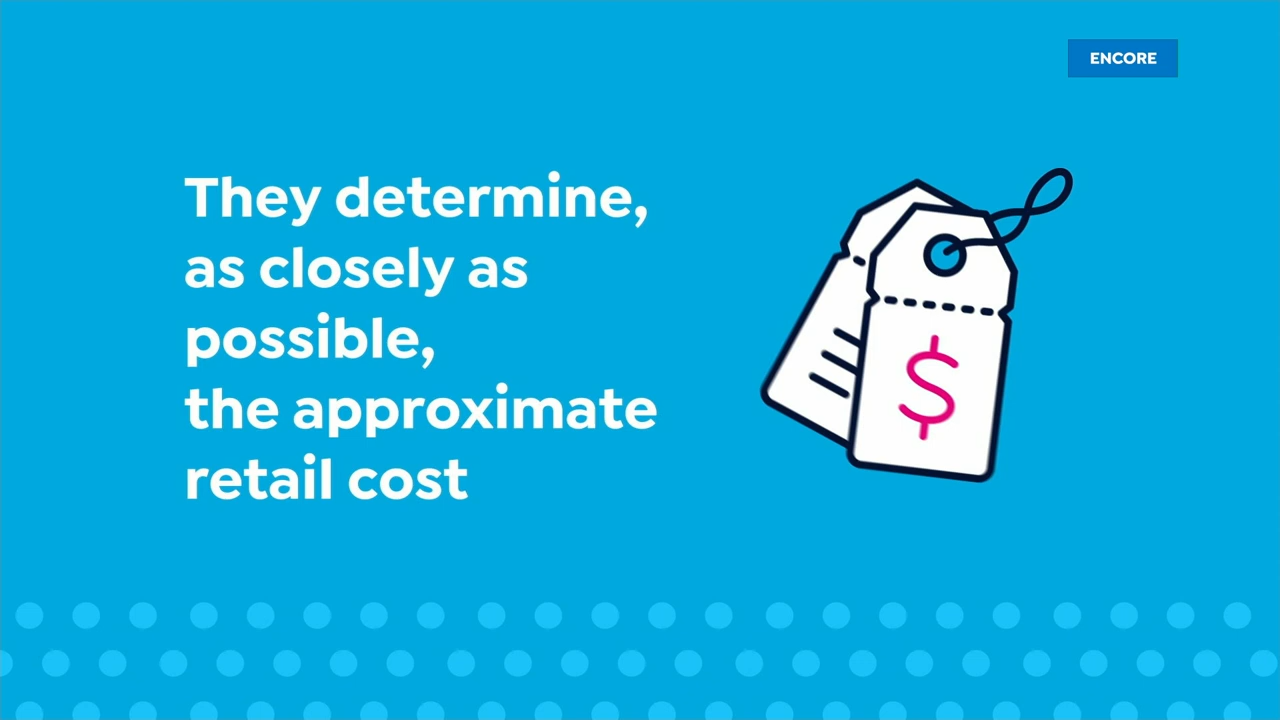 ENCORE
They determine,
as closely as
possible,
the approximate
retail cost
$